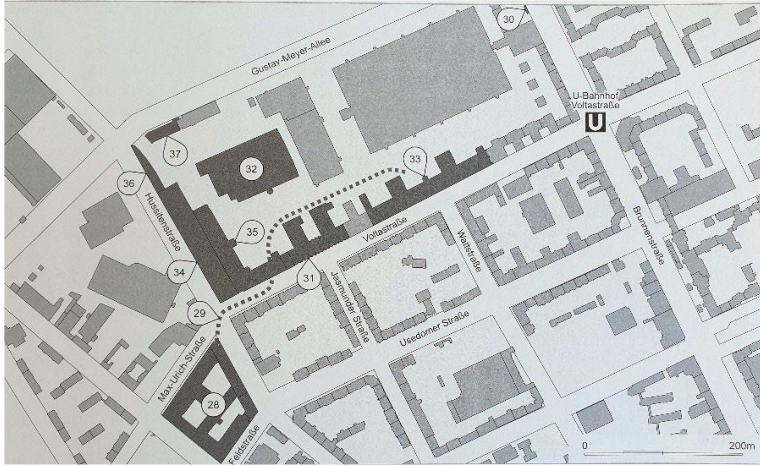 30
Gustav-Meyer-Allee
U-Bahnhof
Voltastraße
U
37
32
33
36
Hussitenstraße
35
Voltastraße
Wattstraße
Brunnenstraße
34
31
Jasmunder Straße
29
Usedomer Straße
Max-Urich-Straße
28
Feldstraße
0
200m